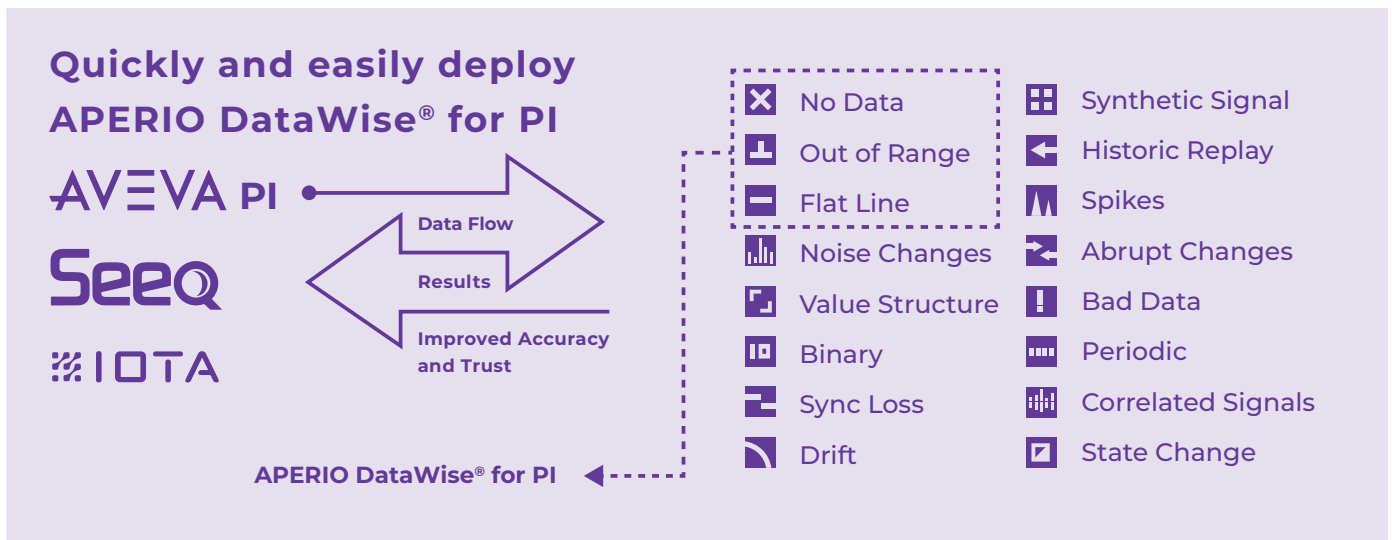 Quickly and easily deploy
APERIO DataWise® for PI
AVEVA PI
Seeq
IOTA
Data Flow
Results
Improved Accuracy
and Trust
APERIO DataWise® for PI
No Data
Out of Range
Flat Line
Noise Changes
Value Structure
Binary
Sync Loss
Drift
Synthetic Signal
Historic Replay
Spikes
Abrupt Changes
Bad Data
Periodic
Correlated Signals
State Change